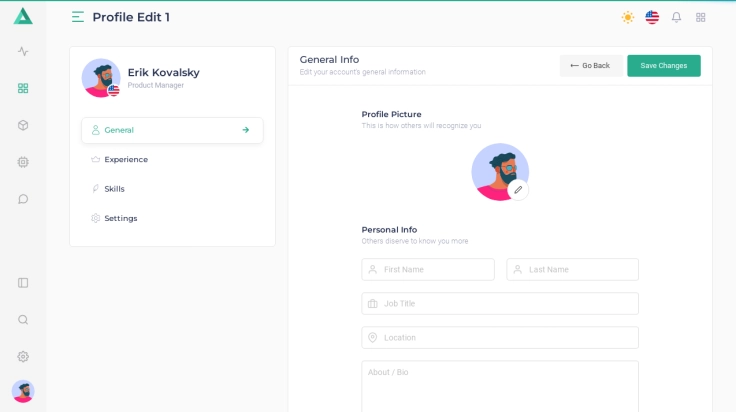 Profile Edit 1
Erik Kovalsky
Product Manager
General
Experience
Skills
Settings
General Info
Edit your account's general information
Go Back
Save Changes
Profile Picture
This is how others will recognize you
Personal Info
Others diserve to know you more
First Name
Last Name
Job Title
Location
About / Bio